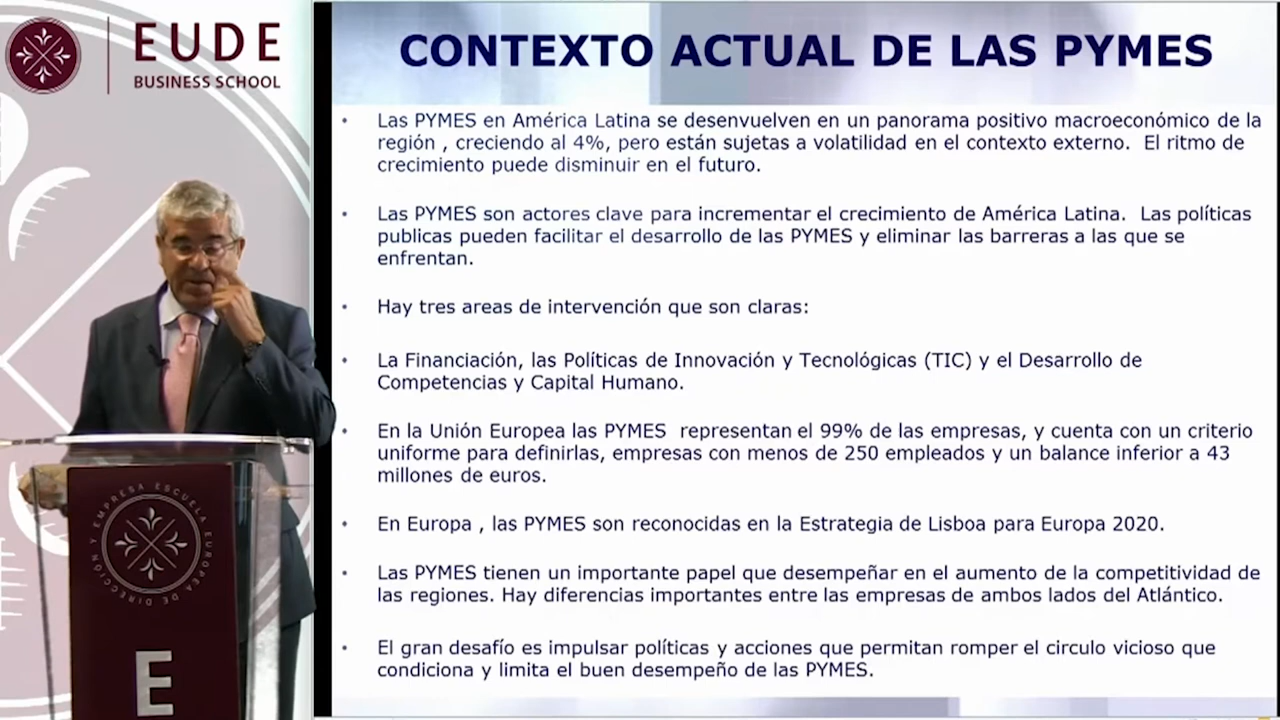 EUDE
BUSINESS SCHOOL
CONTEXTO ACTUAL DE LAS PYMES
• Las PYMES en América Latina se desenvuelven en un panorama positivo macroeconómico de la
región , creciendo al 4%, pero están sujetas a volatilidad en el contexto externo. El ritmo de
crecimiento puede disminuir en el futuro.
• Las PYMES son actores clave para incrementar el crecimiento de América Latina. Las políticas
publicas pueden facilitar el desarrollo de las PYMES y eliminar las barreras a las que se
enfrentan.
• Hay tres areas de intervención que son claras:
• La Financiación, las Políticas de Innovación y Tecnológicas (TIC) y el Desarrollo de
Competencias y Capital Humano.
• En la Unión Europea las PYMES representan el 99% de las empresas, y cuenta con un criterio
uniforme para definirlas, empresas con menos de 250 empleados y un balance inferior a 43
millones de euros.
• En Europa , las PYMES son reconocidas en la Estrategia de Lisboa para Europa 2020.
• Las PYMES tienen un importante papel que desempeñar en el aumento de la competitividad de
las regiones. Hay diferencias importantes entre las empresas de ambos lados del Atlántico.
• El gran desafío es impulsar políticas y acciones que permitan romper el circulo vicioso que
condiciona y limita el buen desempeño de las PYMES.
ESCUELA EUROPEA DE DIRECCIÓN Y EMPRESA
E